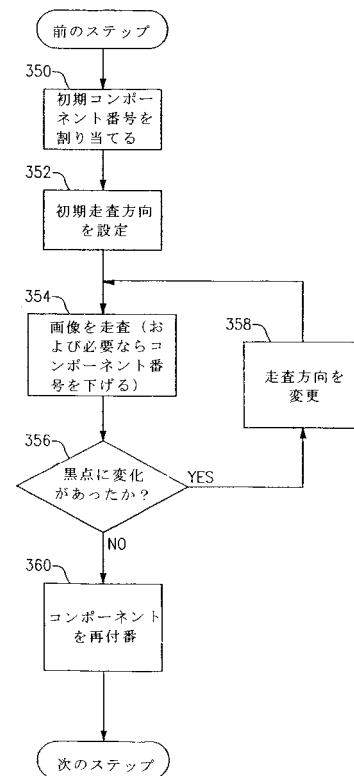 前のステップ
350
初期コンポー
ネント番号を
割り当てる
352
初期走査方向
を設定
354
画像を走査（お
よび必要ならコ
ンポーネント番
号を下げる）
358
走査方向を
変更
356
黒点に変化
があったか？
YES
NO
360
コンポーネント
を再付番
次のステップ